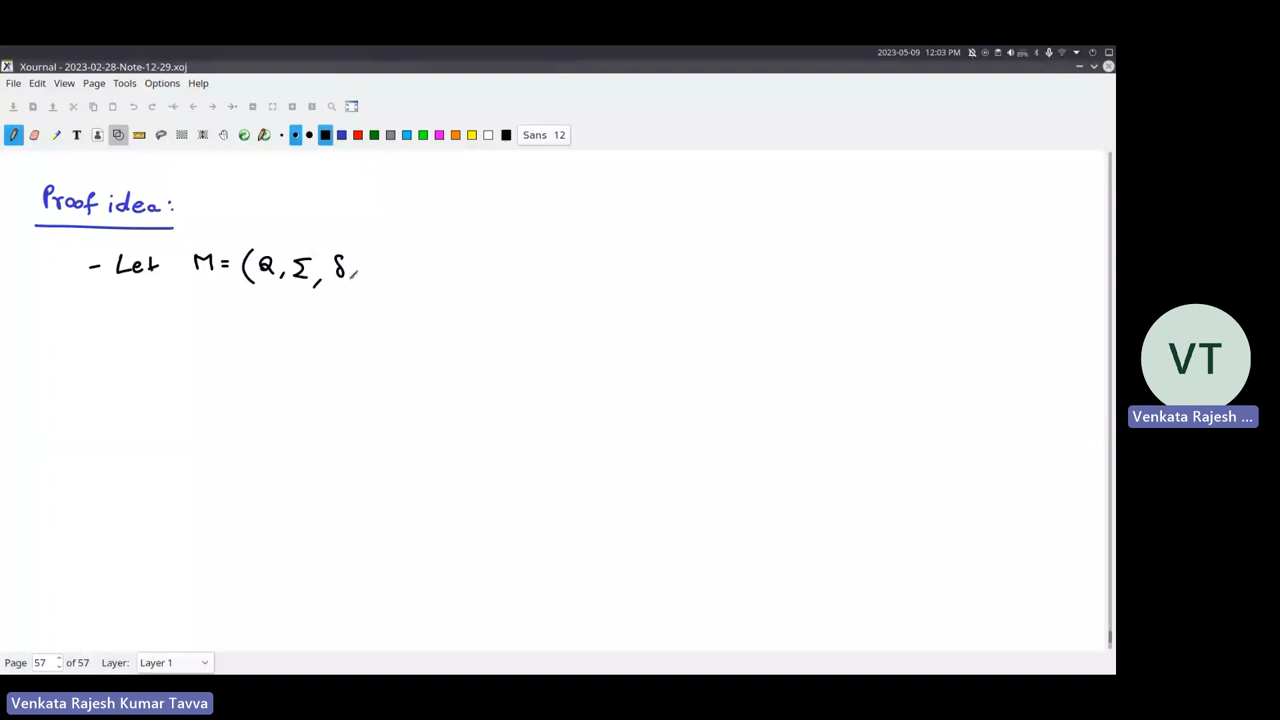 2023-05-09 12:03 PM
Xournal - 2023-02-28-Note-12-29.xoj
File Edit View Page Tools Options Help
Sans 12
Proof idea:
- Let M = (Q, Σ, δ,
VT
Venkata Rajesh ...
Page 57 of 57 Layer: Layer 1
Venkata Rajesh Kumar Tavva